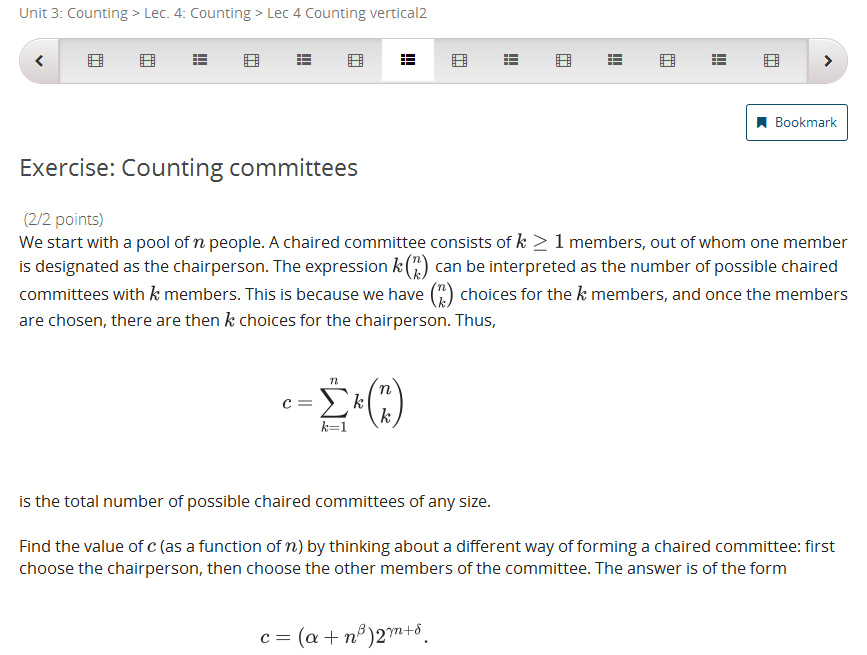 Unit 3: Counting > Lec. 4: Counting > Lec 4 Counting vertical2
Bookmark
Exercise: Counting committees
(2/2 points)
We start with a pool of n people. A chaired committee consists of k ≥ 1 members, out of whom one member
is designated as the chairperson. The expression k\binom{n}{k} can be interpreted as the number of possible chaired
committees with k members. This is because we have \binom{n}{k} choices for the k members, and once the members
are chosen, there are then k choices for the chairperson. Thus,
c = \sum_{k=1}^{n} k\binom{n}{k}
is the total number of possible chaired committees of any size.
Find the value of c (as a function of n) by thinking about a different way of forming a chaired committee: first
choose the chairperson, then choose the other members of the committee. The answer is of the form
c = (α + n^β)2^{γn+δ}.